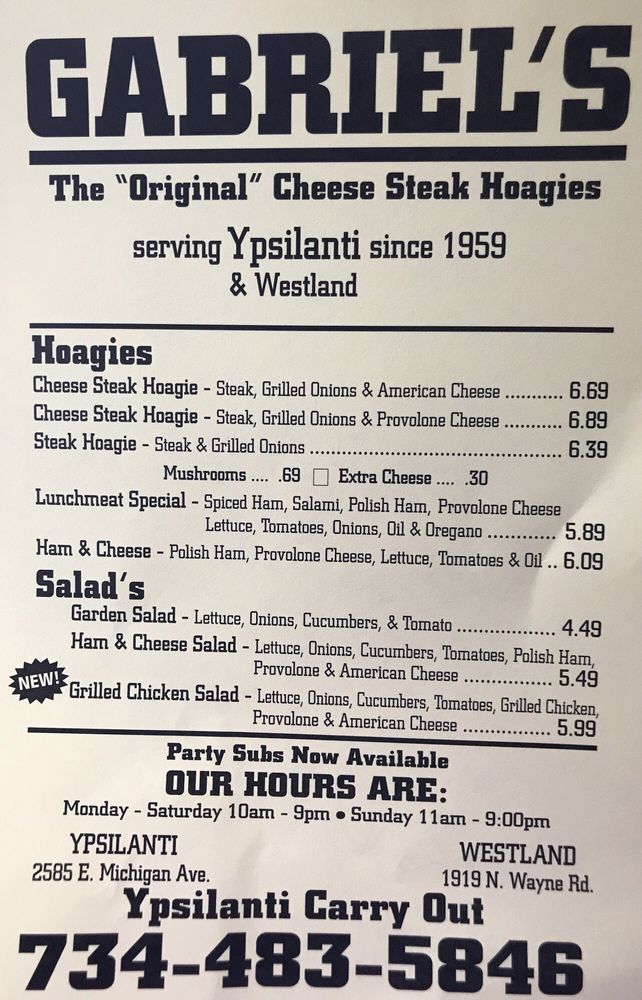 GABRIEL'S
The "Original" Cheese Steak Hoagies
serving Ypsilanti since 1959
& Westland
Hoagies
Cheese Steak Hoagie - Steak, Grilled Onions & American Cheese ........... 6.69
Cheese Steak Hoagie - Steak, Grilled Onions & Provolone Cheese ........... 6.89
Steak Hoagie - Steak & Grilled Onions ................................................ 6.39
Mushrooms .... .69 □ Extra Cheese .... .30
Lunchmeat Special - Spiced Ham, Salami, Polish Ham, Provolone Cheese
Lettuce, Tomatoes, Onions, Oil & Oregano ............. 5.89
Ham & Cheese - Polish Ham, Provolone Cheese, Lettuce, Tomatoes & Oil .. 6.09
Salad's
Garden Salad - Lettuce, Onions, Cucumbers, & Tomato .................. 4.49
Ham & Cheese Salad - Lettuce, Onions, Cucumbers, Tomatoes, Polish Ham,
Provolone & American Cheese ................ 5.49
NEW! Grilled Chicken Salad - Lettuce, Onions, Cucumbers, Tomatoes, Grilled Chicken,
Provolone & American Cheese ................ 5.99
Party Subs Now Available
OUR HOURS ARE:
Monday - Saturday 10am - 9pm • Sunday 11am - 9:00pm
YPSILANTI WESTLAND
2585 E. Michigan Ave. 1919 N. Wayne Rd.
Ypsilanti Carry Out
734-483-5846